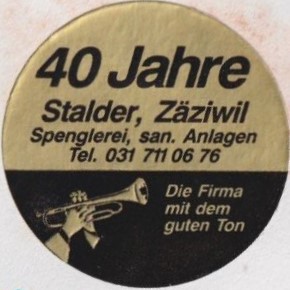 40 Jahre
Stalder, Zäziwil
Spenglerei, san. Anlagen
Tel. 031 711 06 76
Die Firma
mit dem
guten Ton